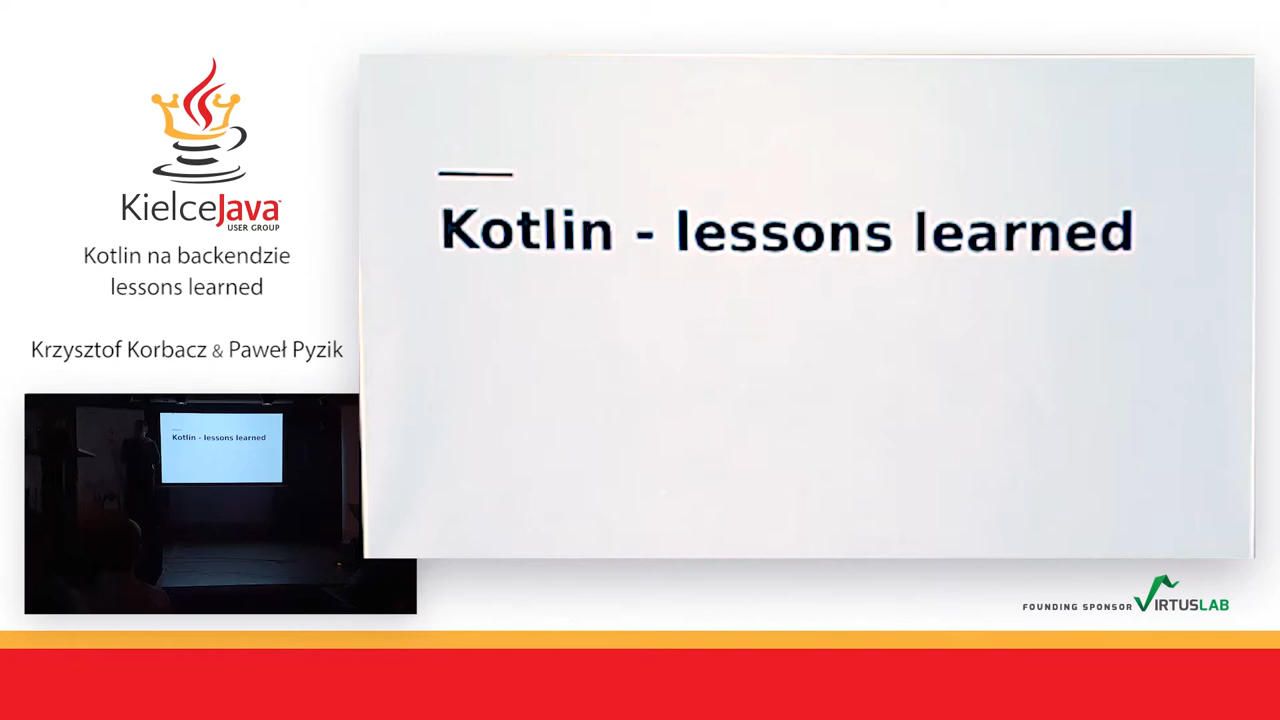 KielceJava
USER GROUP
Kotlin na backendzie
lessons learned
Krzysztof Korbacz & Paweł Pyzik
Kotlin - lessons learned
Kotlin - lessons learned
FOUNDING SPONSOR VIRTUSLAB